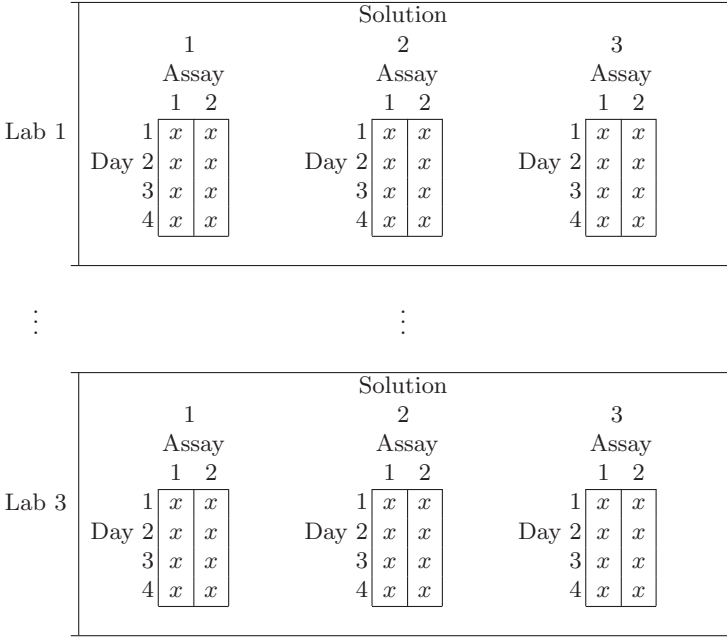 Solution
1 2 3
Assay Assay Assay
1 2 1 2 1 2
Lab 1 1 x x 1 x x 1 x x
Day 2 x x Day 2 x x Day 2 x x
3 x x 3 x x 3 x x
4 x x 4 x x 4 x x
⋮ ⋮
Solution
1 2 3
Assay Assay Assay
1 2 1 2 1 2
Lab 3 1 x x 1 x x 1 x x
Day 2 x x Day 2 x x Day 2 x x
3 x x 3 x x 3 x x
4 x x 4 x x 4 x x